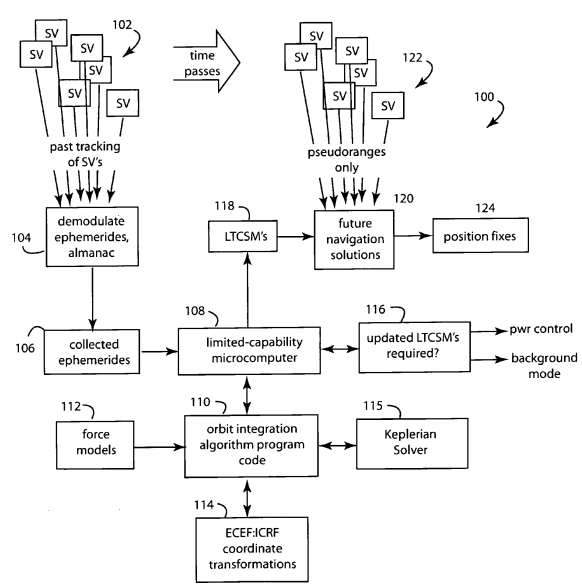 102
SV
SV
SV
SV
SV
SV
time
passes
SV
SV
SV
SV
SV
SV
122
100
past tracking
of SV's
pseudoranges
only
104
demodulate
ephemerides,
almanac
118
LTCSM's
120
future
navigation
solutions
124
position fixes
106
collected
ephemerides
108
limited-capability
microcomputer
116
updated LTCSM's
required?
pwr control
background
mode
112
force
models
110
orbit integration
algorithm program
code
115
Keplerian
Solver
114
ECEF:ICRF
coordinate
transformations